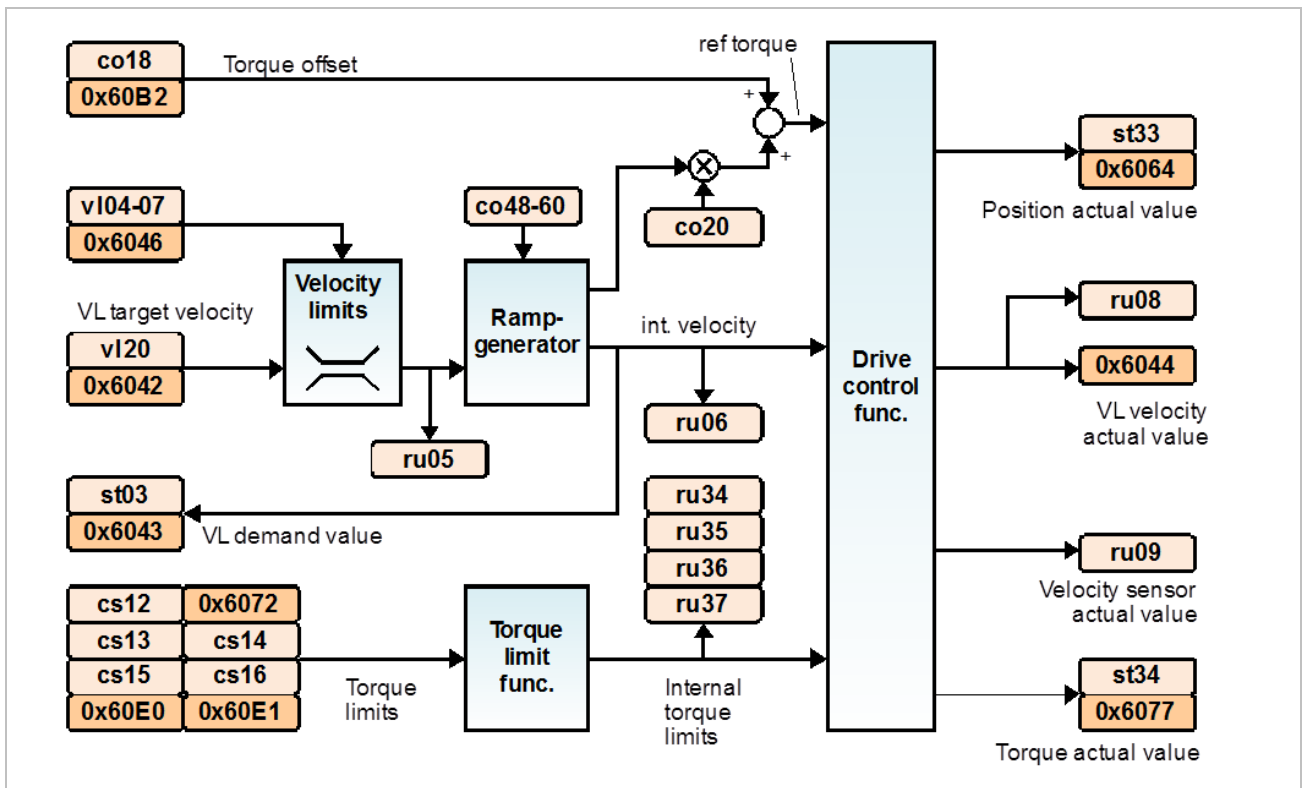 co18
0x60B2
Torque offset
ref torque
+
+
vl04-07
0x6046
co48-60
co20
st33
0x6064
Position actual value
VL target velocity
vl20
0x6042
Velocity
limits
Ramp-
generator
int. velocity
Drive
control
func.
ru08
0x6044
VL velocity
actual value
ru05
ru06
st03
0x6043
VL demand value
ru34
ru35
ru36
ru37
ru09
Velocity sensor
actual value
cs12
0x6072
cs13
cs14
cs15
cs16
0x60E0
0x60E1
Torque
limits
Torque
limit
func.
Internal
torque
limits
st34
0x6077
Torque actual value